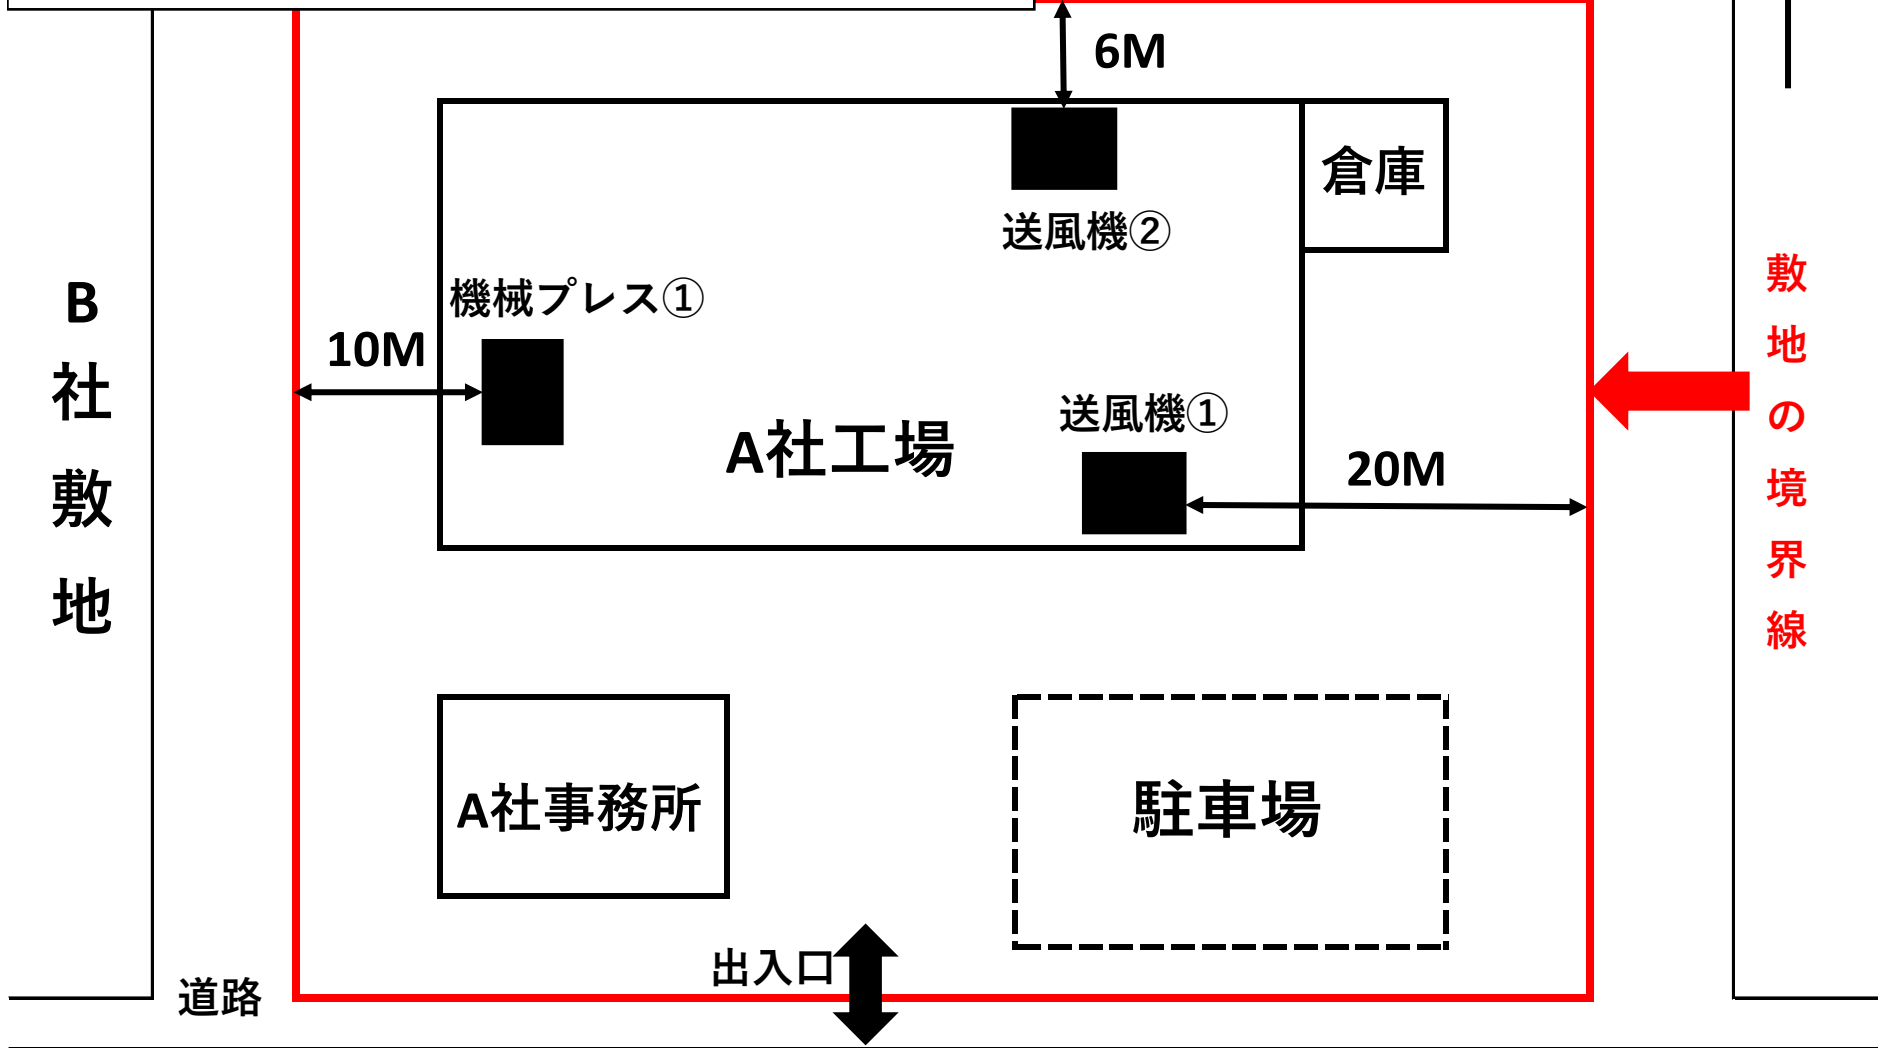 6M
倉庫
送風機②
機械プレス①
10M
B社敷地
送風機①
A社工場
20M
敷地の境界線
A社事務所
駐車場
出入口
道路